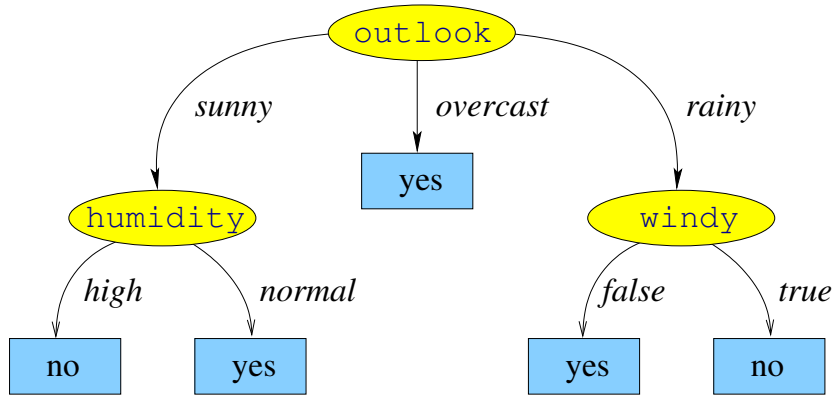 outlook
sunny
overcast
rainy
yes
humidity
windy
high
normal
false
true
no
yes
yes
no